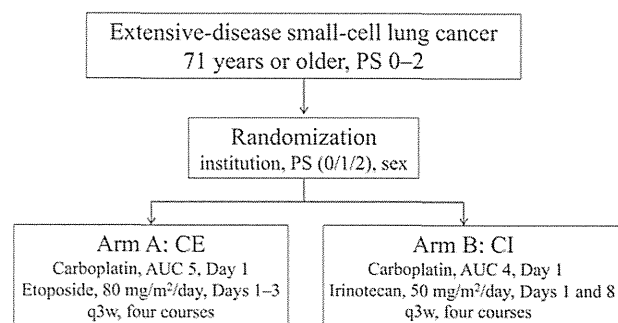 Extensive-disease small-cell lung cancer
71 years or older, PS 0–2
Randomization
institution, PS (0/1/2), sex
Arm A: CE
Carboplatin, AUC 5, Day 1
Etoposide, 80 mg/m²/day, Days 1–3
q3w, four courses
Arm B: CI
Carboplatin, AUC 4, Day 1
Irinotecan, 50 mg/m²/day, Days 1 and 8
q3w, four courses